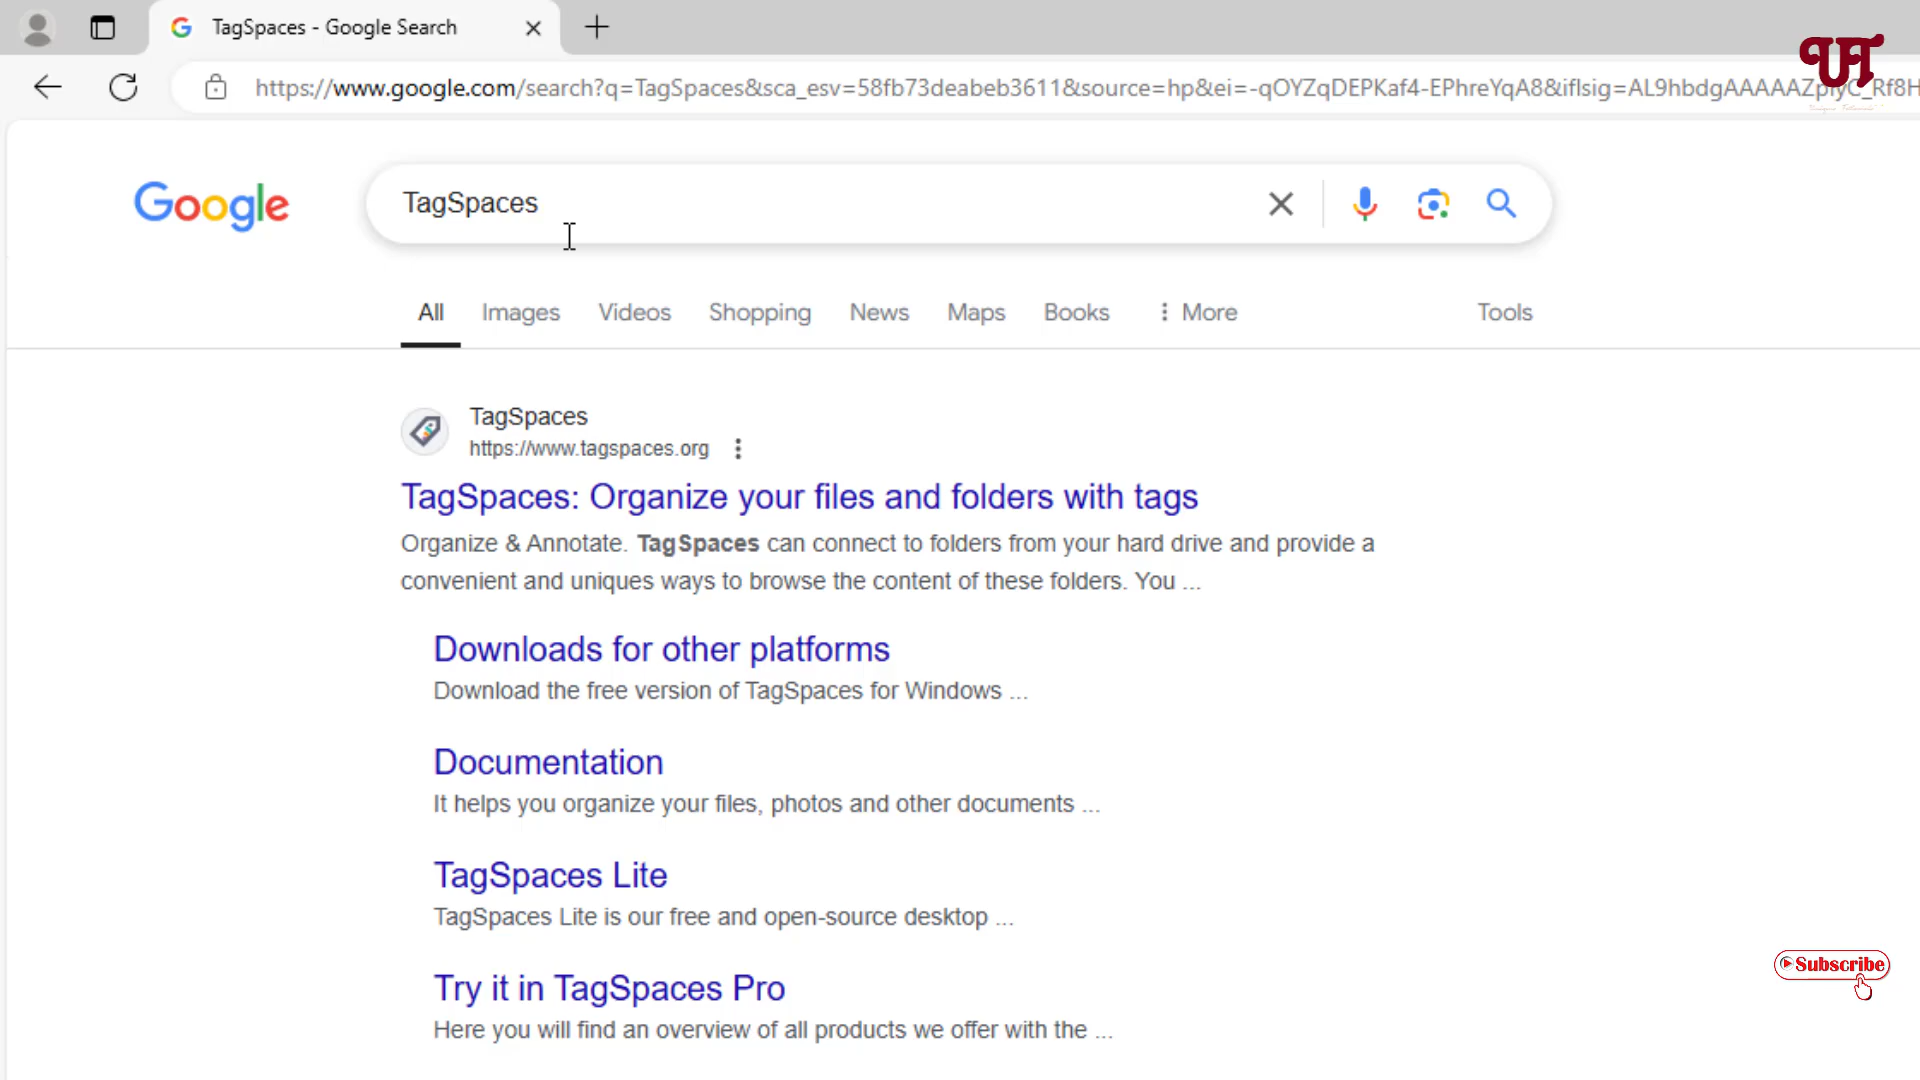 TagSpaces - Google Search
https://www.google.com/search?q=TagSpaces&sca_esv=58fb73deabeb3611&source=hp&ei=-qOYZqDEPKaf4-EPhreYqA8&iflsig=AL9hbdgAAAAAZpiyC_Rf8H
UT
Google
TagSpaces
All Images Videos Shopping News Maps Books More Tools
TagSpaces
https://www.tagspaces.org
TagSpaces: Organize your files and folders with tags
Organize & Annotate. TagSpaces can connect to folders from your hard drive and provide a
convenient and uniques ways to browse the content of these folders. You ...
Downloads for other platforms
Download the free version of TagSpaces for Windows ...
Documentation
It helps you organize your files, photos and other documents ...
TagSpaces Lite
TagSpaces Lite is our free and open-source desktop ...
Subscribe
Try it in TagSpaces Pro
Here you will find an overview of all products we offer with the ...